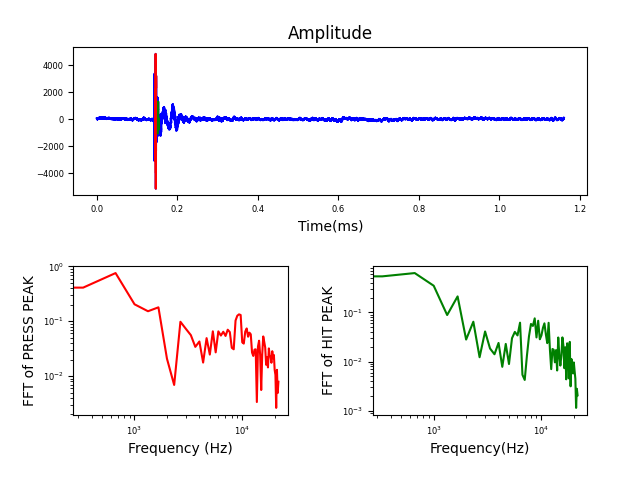 Amplitude
4000
2000
0
−2000
−4000
0.0 0.2 0.4 0.6 0.8 1.0 1.2
Time(ms)
FFT of PRESS PEAK
10⁰
10⁻¹
10⁻²
10³ 10⁴
Frequency (Hz)
FFT of HIT PEAK
10⁻¹
10⁻²
10⁻³
10³ 10⁴
Frequency(Hz)